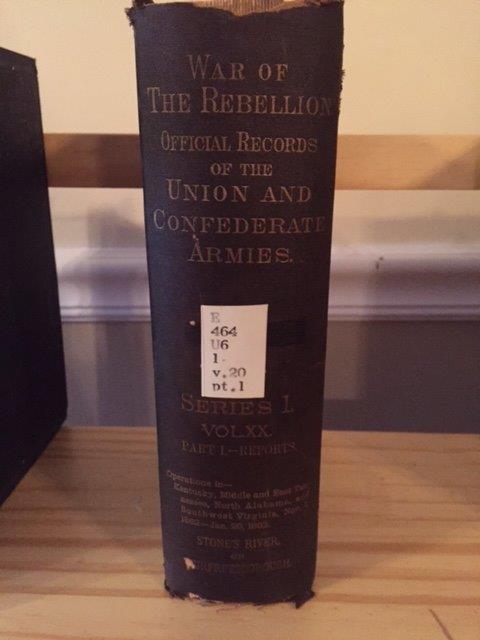 WAR OF
THE REBELLION
OFFICIAL RECORDS
OF THE
UNION AND
CONFEDERATE
ARMIES.
E
464
U6
1
v.20
pt.1
SERIES I.
VOL.XX.
PART I.—REPORTS.
Operations in—
Kentucky, Middle and East Ten-
nessee, North Alabama, and
Southwest Virginia, Nov. 1,
1862—Jan. 20, 1863.
STONE'S RIVER,
OR
MURFREESBOROUGH.